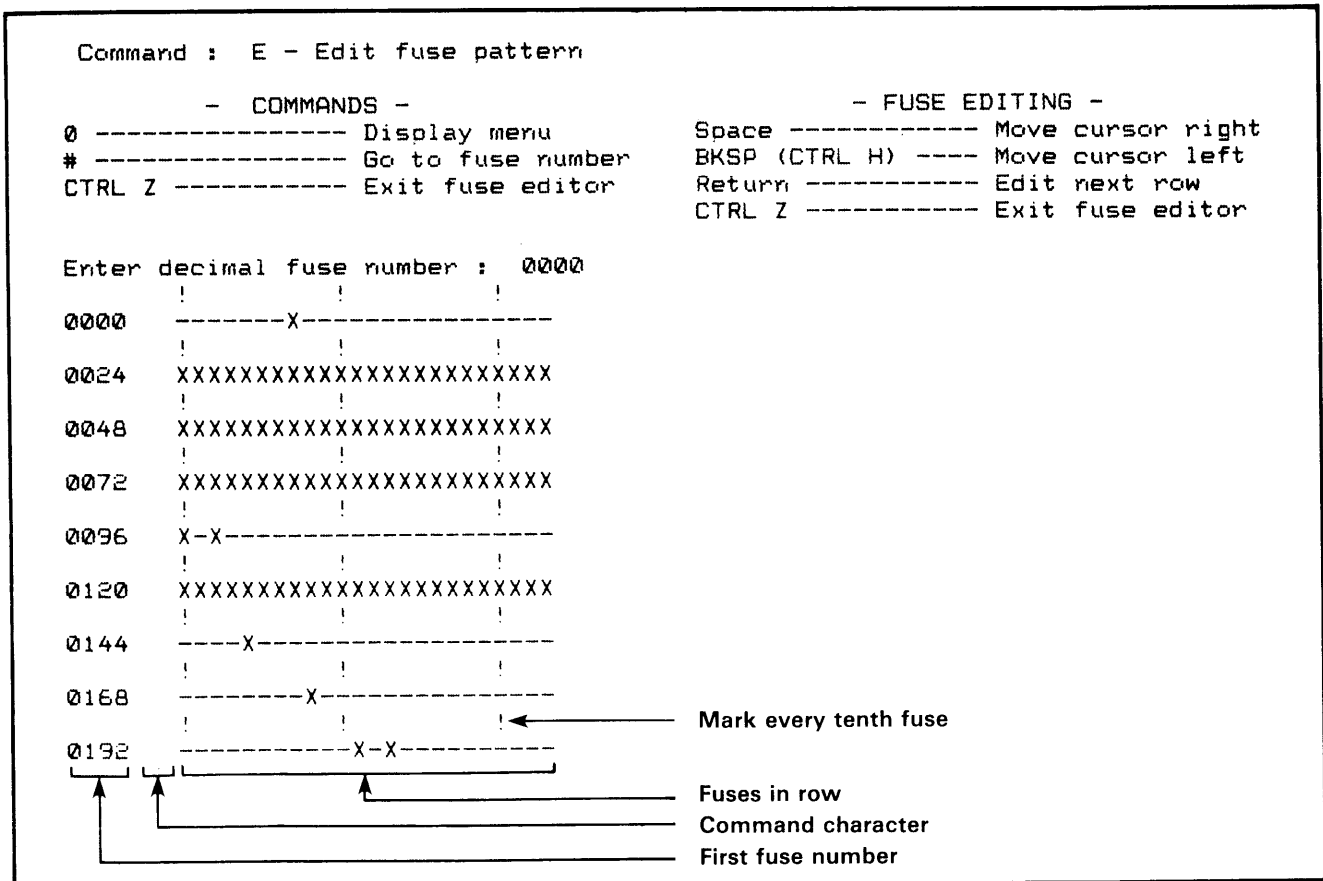 Command :  E - Edit fuse pattern
-  COMMANDS -
0 ---------------- Display menu
# ---------------- Go to fuse number
CTRL Z ----------- Exit fuse editor
- FUSE EDITING -
Space ------------ Move cursor right
BKSP (CTRL H) ---- Move cursor left
Return ----------- Edit next row
CTRL Z ----------- Exit fuse editor
Enter decimal fuse number :  0000
! ! !
0000 -------X----------------
! ! !
0024 XXXXXXXXXXXXXXXXXXXXXXXX
! ! !
0048 XXXXXXXXXXXXXXXXXXXXXXXX
! ! !
0072 XXXXXXXXXXXXXXXXXXXXXXXX
! ! !
0096 X-X---------------------
! ! !
0120 XXXXXXXXXXXXXXXXXXXXXXXX
! ! !
0144 ----X-------------------
! ! !
0168 --------X---------------
! ! !
Mark every tenth fuse
0192 -----------X-X----------
Fuses in row
Command character
First fuse number